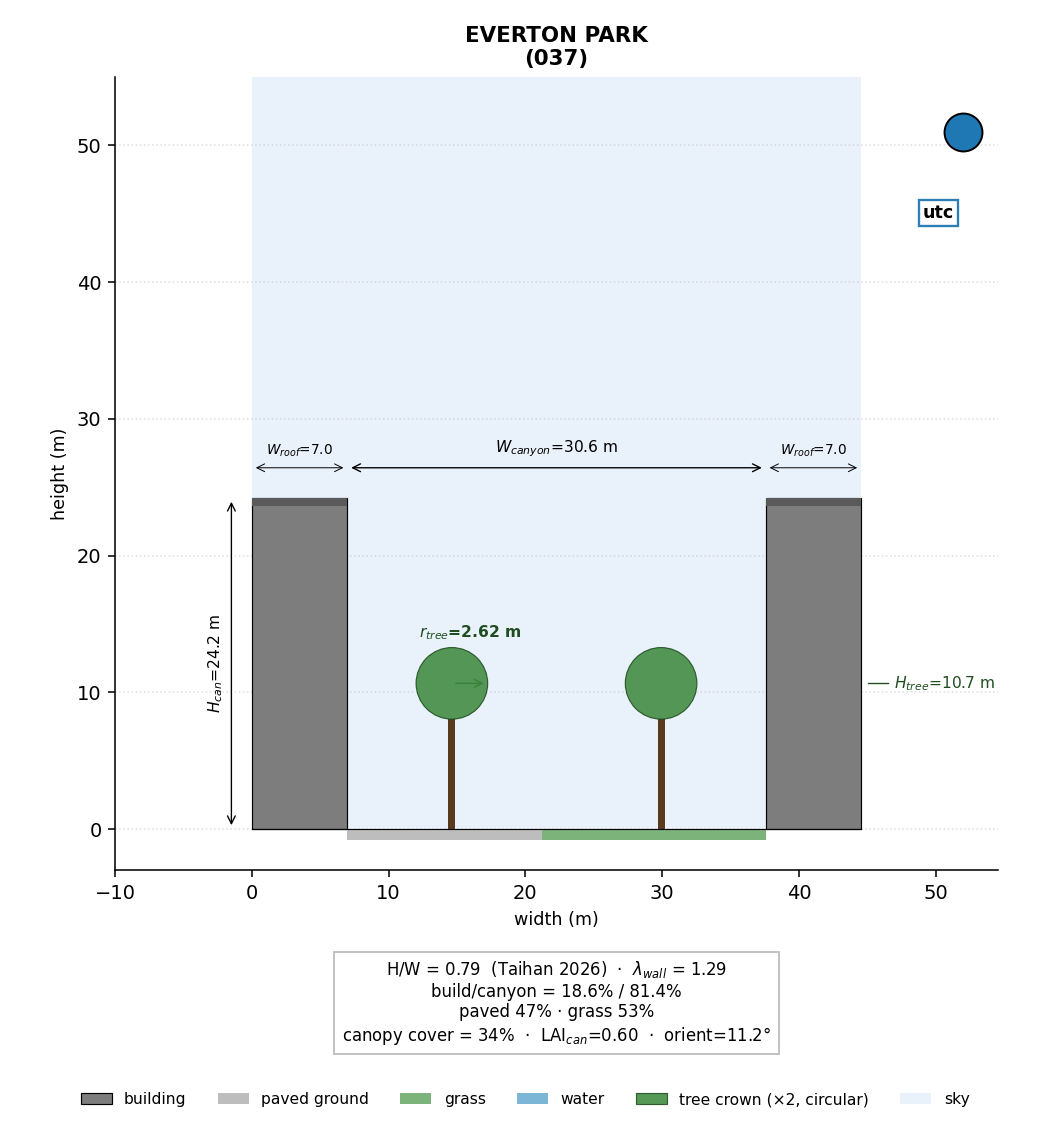 EVERTON PARK
(037)
50
40
30
20
10
0
height (m)
−10
0
10
20
30
40
50
width (m)
utc
W_roof=7.0
W_canyon=30.6 m
W_roof=7.0
H_can=24.2 m
r_tree=2.62 m
H_tree=10.7 m
H/W = 0.79 (Taihan 2026) · λ_wall = 1.29
build/canyon = 18.6% / 81.4%
paved 47% · grass 53%
canopy cover = 34% · LAI_can=0.60 · orient=11.2°
building
paved ground
grass
water
tree crown (×2, circular)
sky